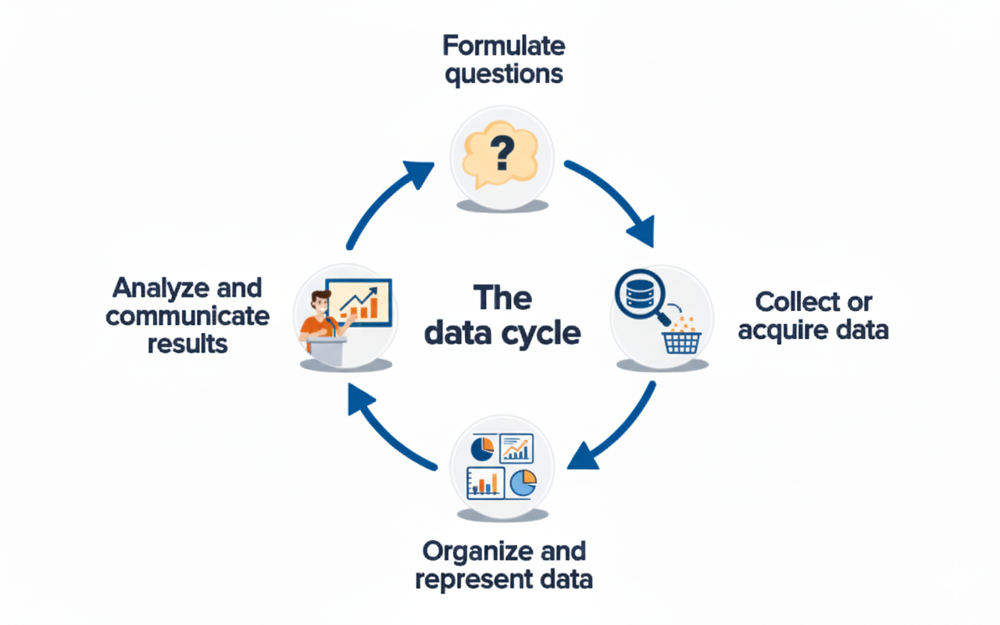 Formulate
questions
?
Analyze and
communicate
results
The
data cycle
Collect or
acquire data
Organize and
represent data